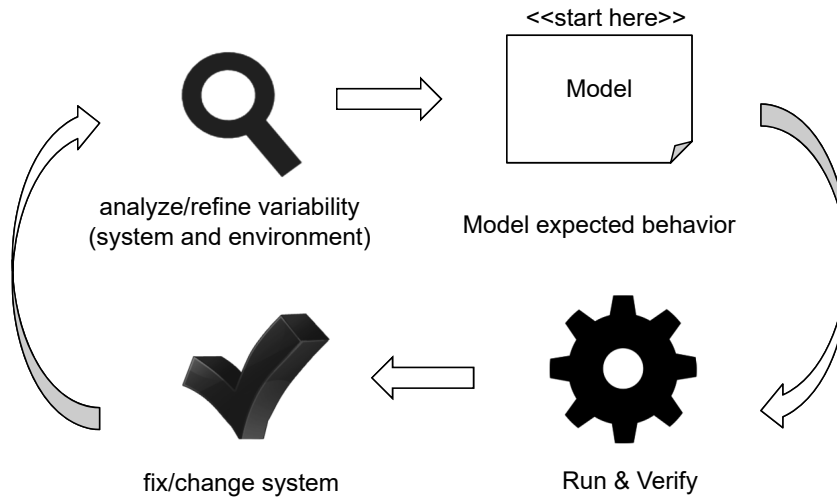 <<start here>>
Model
analyze/refine variability
(system and environment)
Model expected behavior
fix/change system
Run & Verify